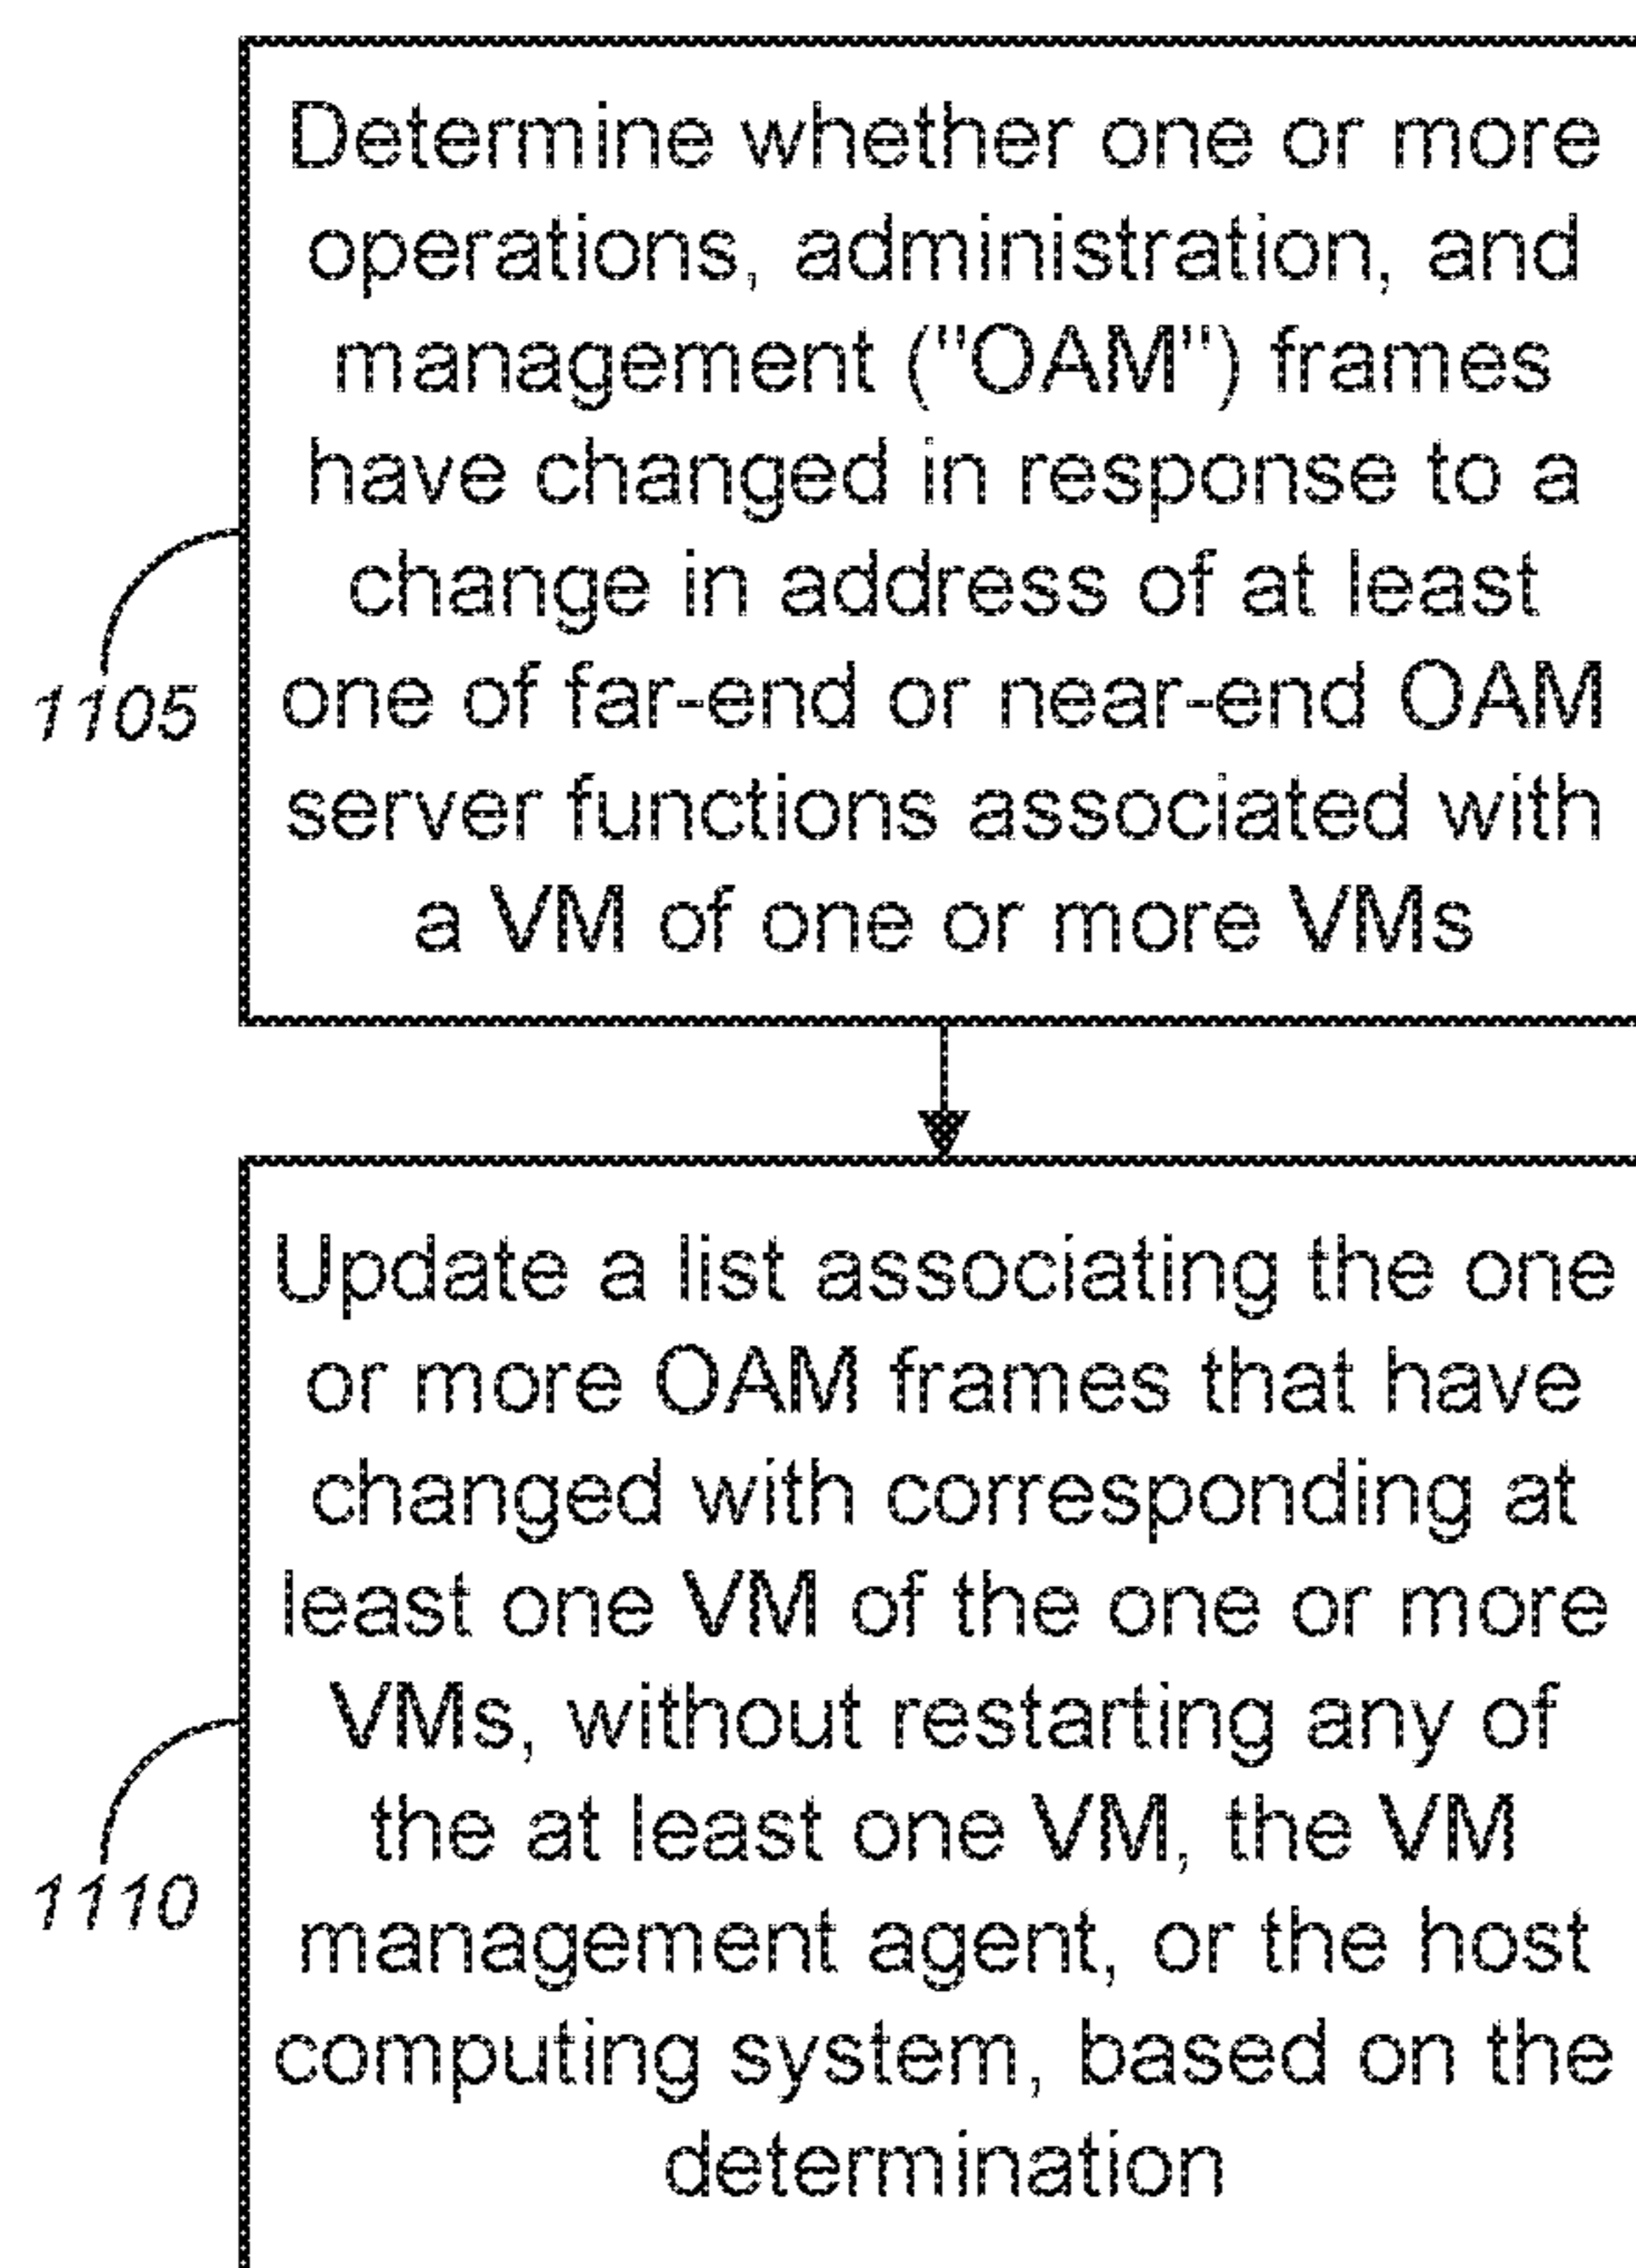 Determine whether one or more
operations, administration, and
management ("OAM") frames
have changed in response to a
change in address of at least
one of far-end or near-end OAM
server functions associated with
a VM of one or more VMs
1105
Update a list associating the one
or more OAM frames that have
changed with corresponding at
least one VM of the one or more
VMs, without restarting any of
the at least one VM, the VM
management agent, or the host
computing system, based on the
determination
1110